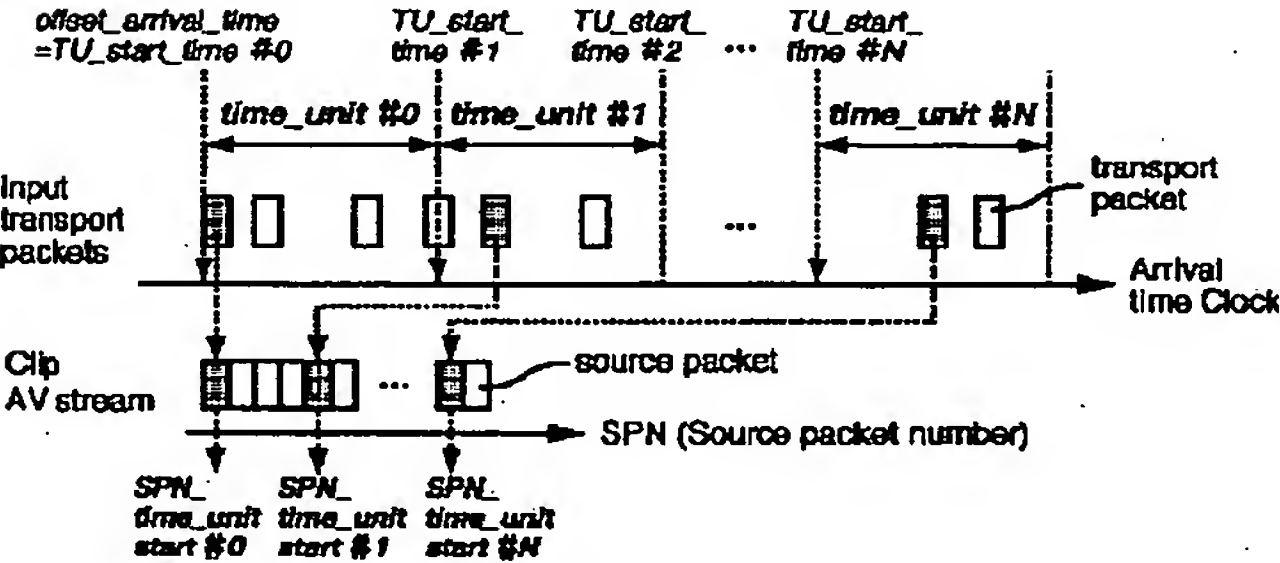 offset_arrival_time
=TU_start_time #0
TU_start_
time #1
TU_start_
time #2
...
TU_start_
time #N
time_unit #0
time_unit #1
time_unit #N
Input
transport
packets
...
transport
packet
Arrival
time Clock
Clip
AV stream
...
source packet
SPN (Source packet number)
SPN_
time_unit
start #0
SPN_
time_unit
start #1
SPN_
time_unit
start #N